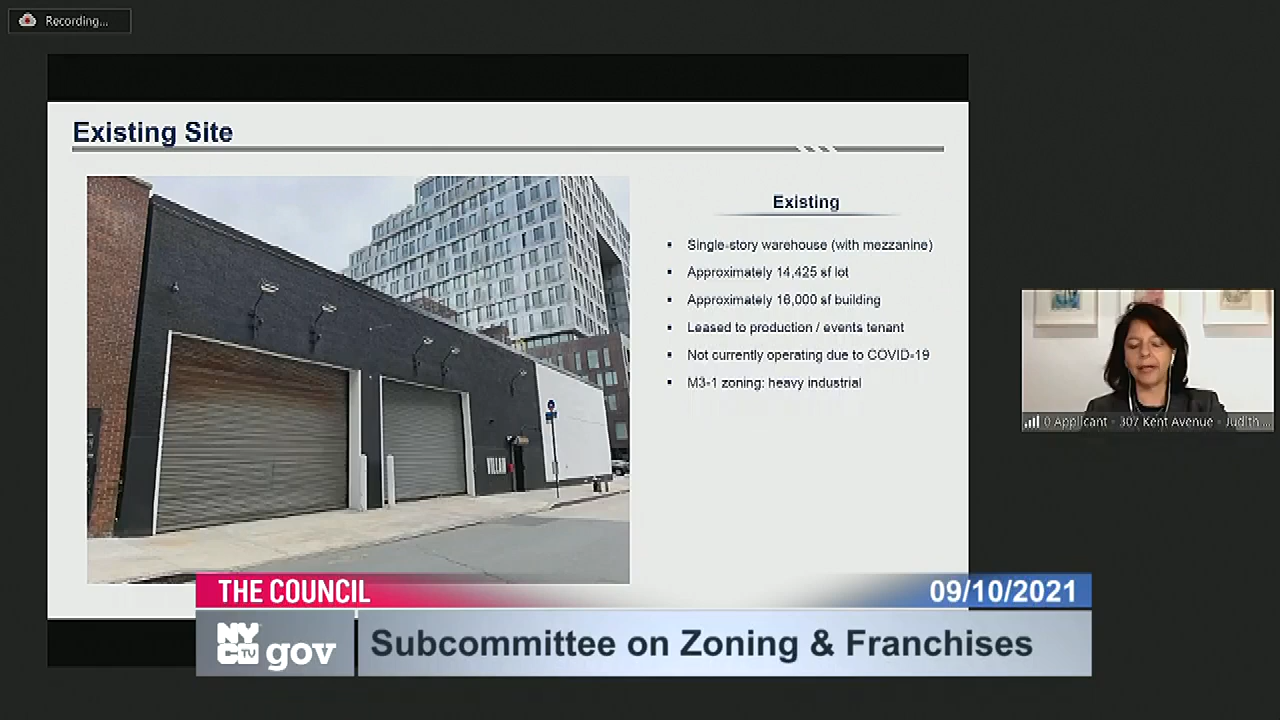 Recording...
Existing Site
Existing
Single-story warehouse (with mezzanine)
Approximately 14,425 sf lot
Approximately 16,000 sf building
Leased to production / events tenant
Not currently operating due to COVID-19
M3-1 zoning: heavy industrial
VILLAIN
0 Applicant - 307 Kent Avenue - Judith ...
THE COUNCIL
09/10/2021
NYC TV gov
Subcommittee on Zoning & Franchises